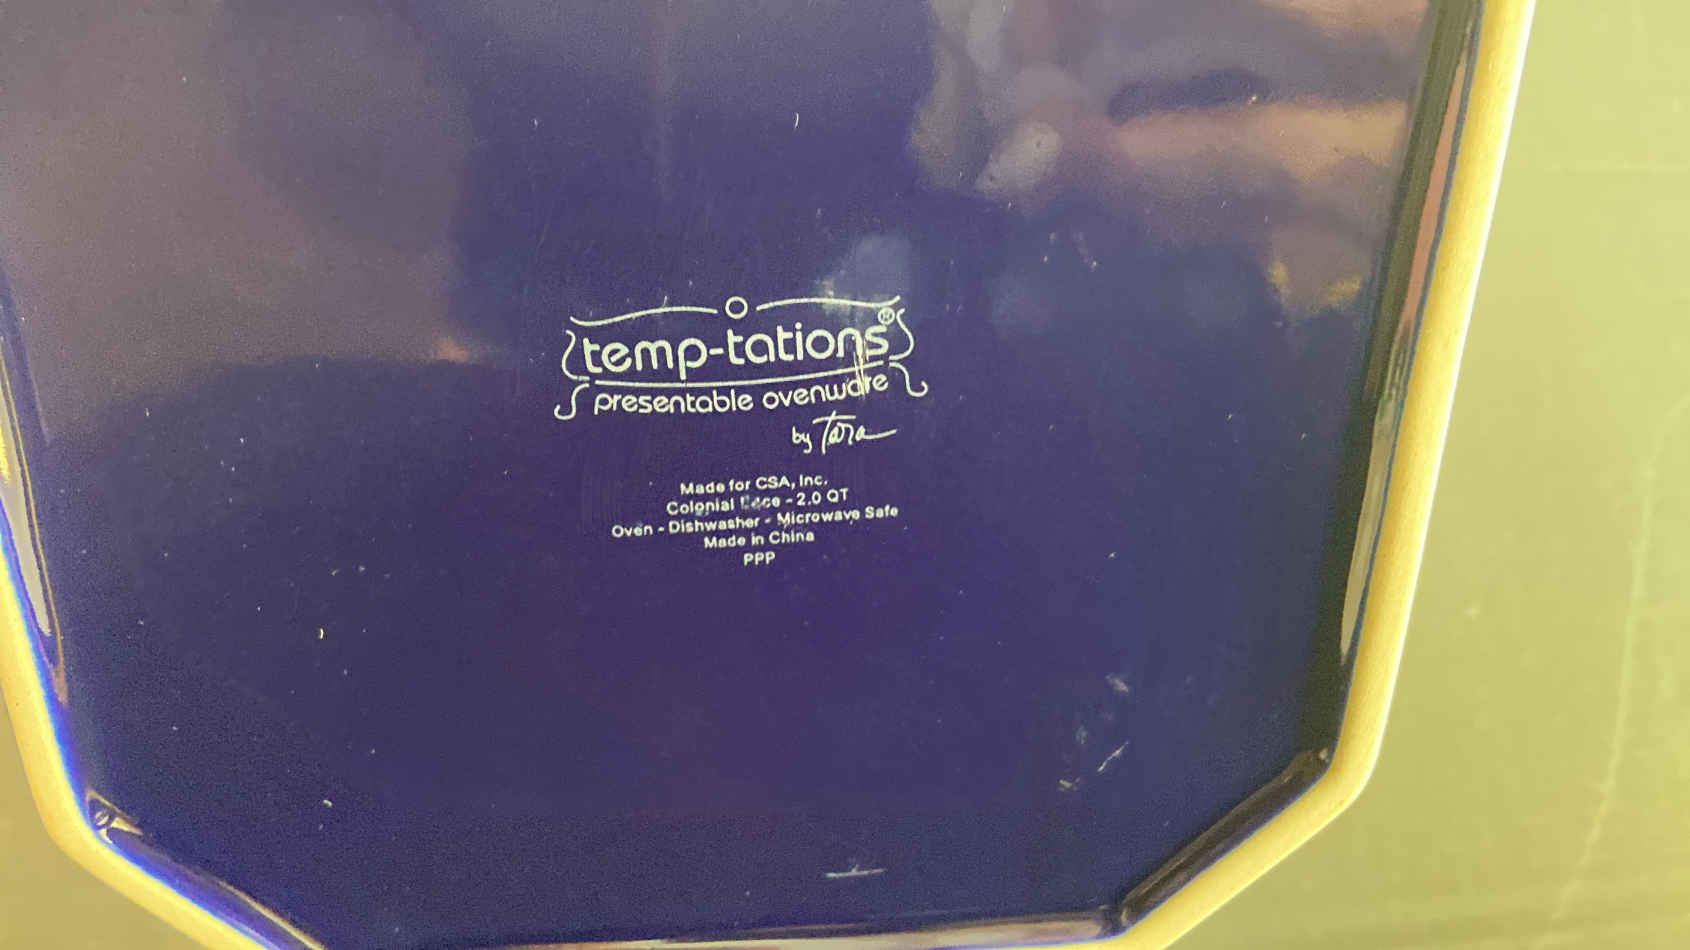 temp-tations®
presentable ovenware
by Tara
Made for CSA, Inc.
Colonial Lace - 2.0 QT
Oven - Dishwasher - Microwave Safe
Made in China
PPP